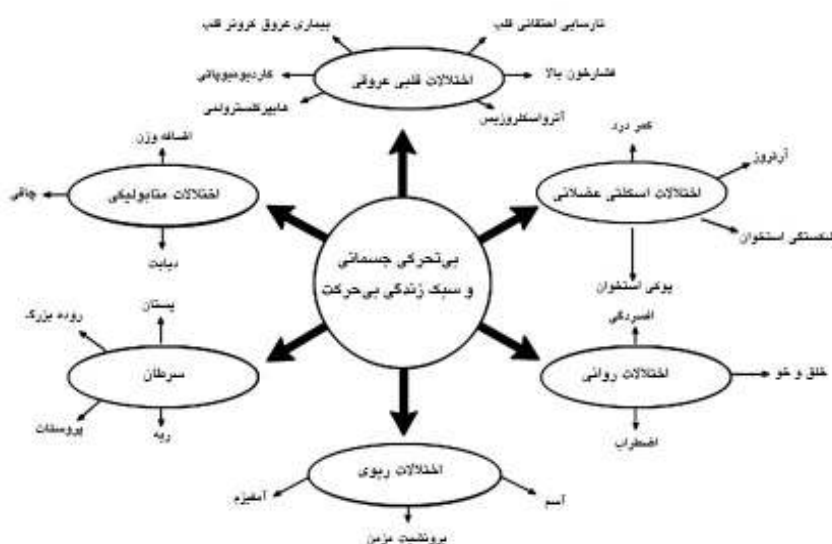 بیماری عروق کرونر قلب
نارسایی احتقانی قلب
کاردیومیوپاتی
اختلالات قلبی عروقی
فشارخون بالا
هایپرکلسترولمی
آترواسکلروزیس
اضافه وزن
چاقی
اختلالات متابولیکی
دیابت
کمر درد
آرتروز
اختلالات اسکلتی عضلانی
شکستگی استخوان
پوکی استخوان
بی‌تحرکی جسمانی
و سبک زندگی بی‌حرکت
پستان
روده بزرگ
سرطان
پروستات
ریه
افسردگی
اختلالات روانی
خلق و خو
اضطراب
اختلالات ریوی
آمفیزم
آسم
برونشیت مزمن